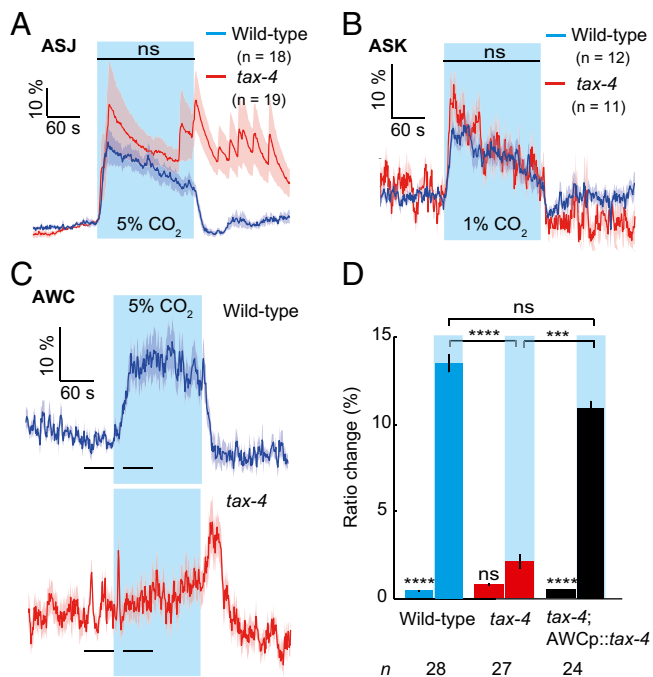 A
ASJ
ns
Wild-type
(n = 18)
tax-4
(n = 19)
10 %
60 s
5% CO₂
B
ASK
ns
Wild-type
(n = 12)
tax-4
(n = 11)
10 %
60 s
1% CO₂
C
AWC
5% CO₂
Wild-type
10 %
60 s
tax-4
D
ns
**** ***
15
10
5
0
Ratio change (%)
**** ns ****
Wild-type tax-4 tax-4;
AWCp::tax-4
n 28 27 24